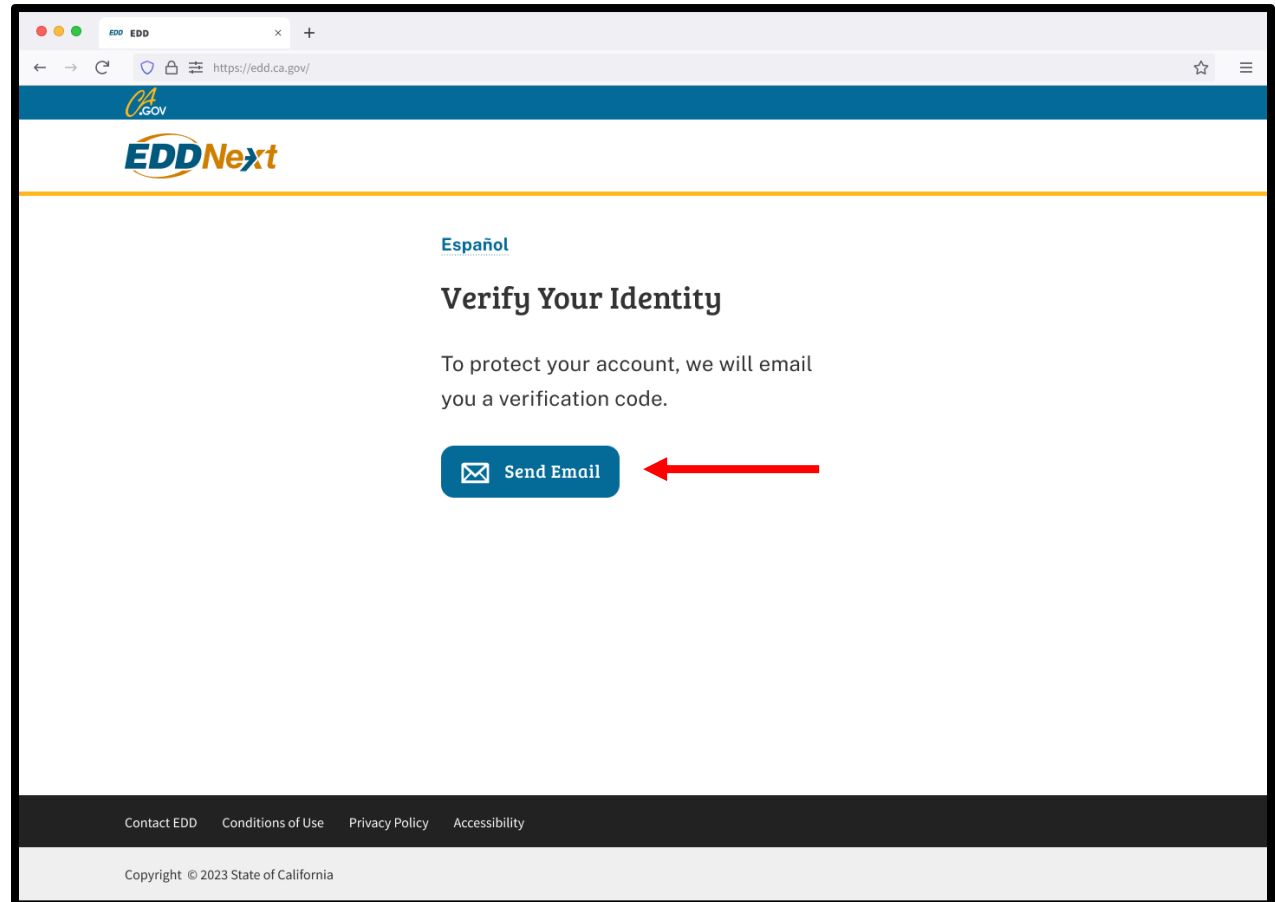 EDD EDD
https://edd.ca.gov/
CA.GOV
EDDNext
Español
Verify Your Identity
To protect your account, we will email
you a verification code.
Send Email
Contact EDD Conditions of Use Privacy Policy Accessibility
Copyright © 2023 State of California